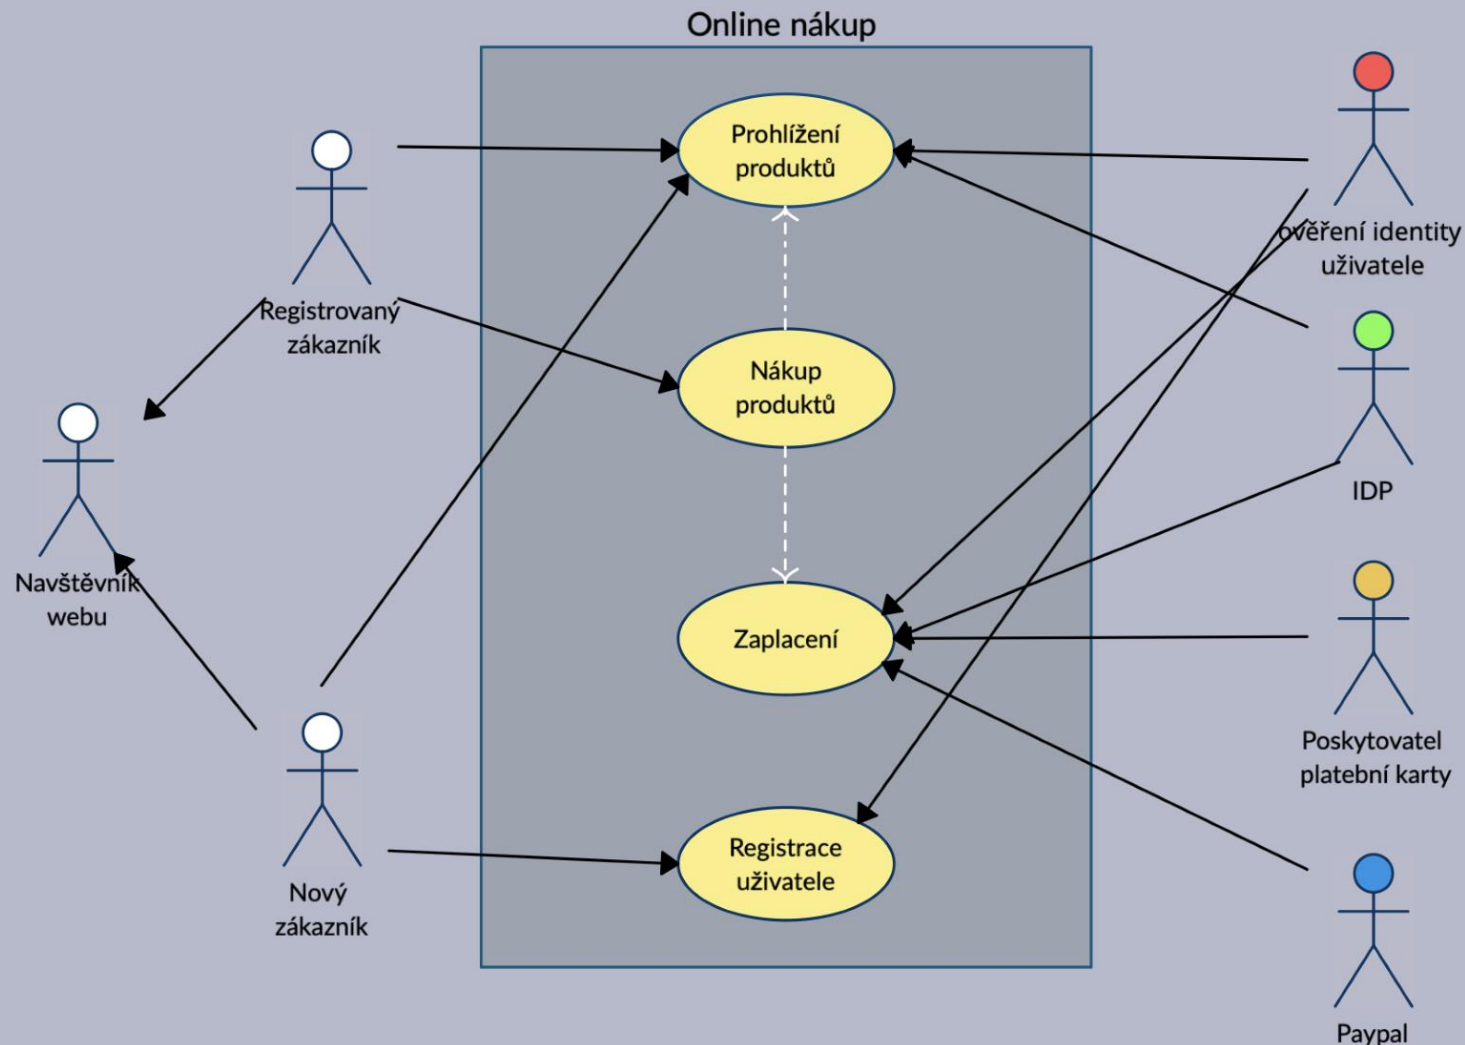 Online nákup
Prohlížení
produktů
ověření identity
uživatele
Registrovaný
zákazník
Nákup
produktů
IDP
Navštěvník
webu
Zaplacení
Poskytovatel
platební karty
Registrace
uživatele
Nový
zákazník
Paypal